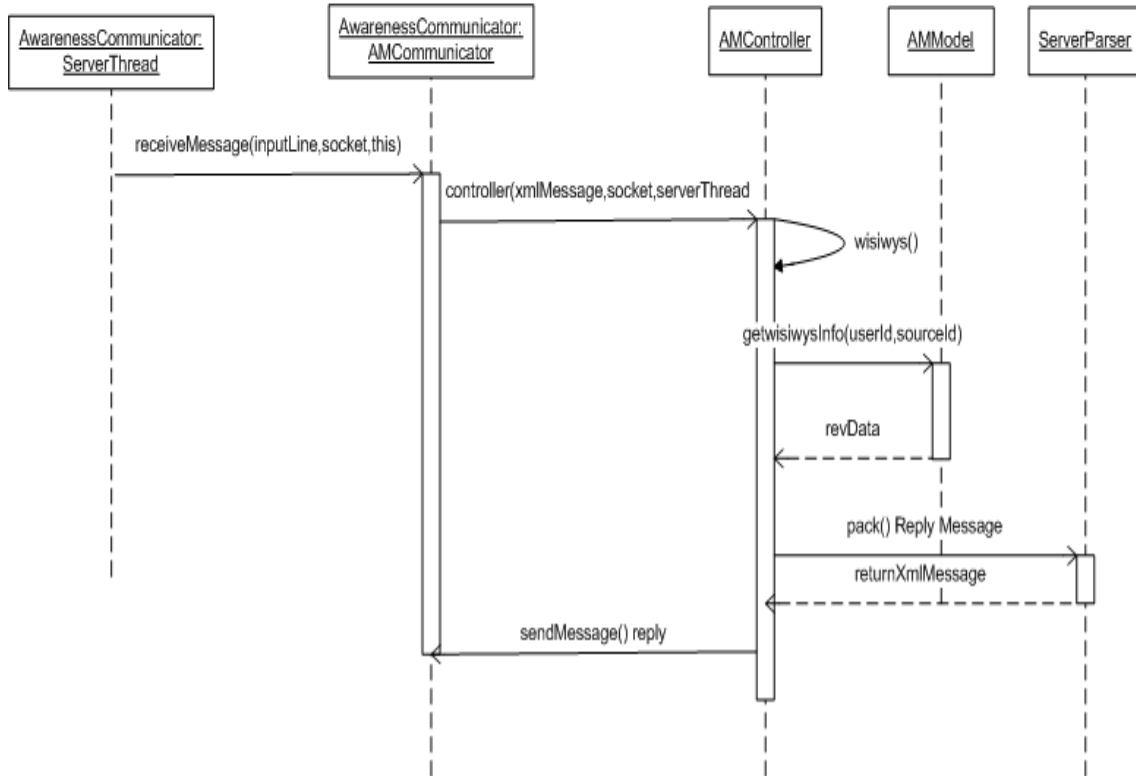 AwarenessCommunicator:
ServerThread
AwarenessCommunicator:
AMCommunicator
AMController
AMModel
ServerParser
receiveMessage(inputLine,socket,this)
controller(xmlMessage,socket,serverThread
wisiwys()
getwisiwysInfo(userId,sourceId)
revData
pack() Reply Message
returnXmlMessage
sendMessage() reply